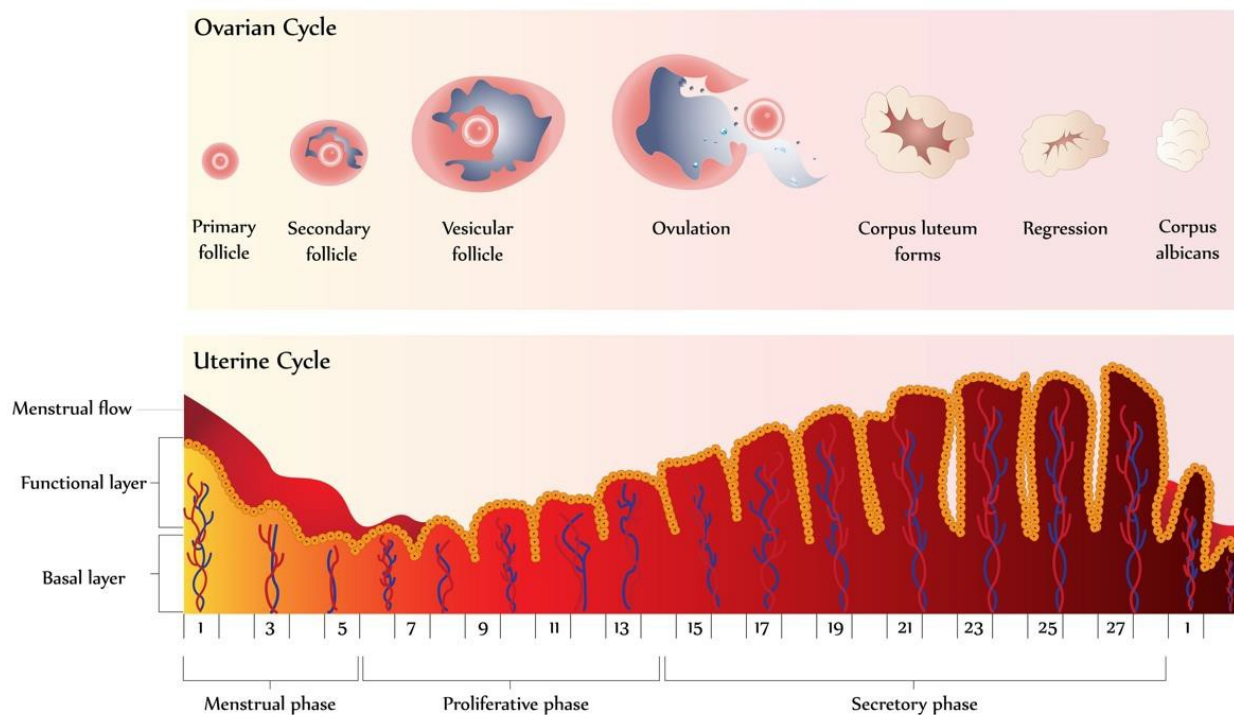 Ovarian Cycle
Primary
follicle
Secondary
follicle
Vesicular
follicle
Ovulation
Corpus luteum
forms
Regression
Corpus
albicans
Uterine Cycle
Menstrual flow
Functional layer
Basal layer
1 3 5 7 9 11 13 15 17 19 21 23 25 27 1
Menstrual phase Proliferative phase Secretory phase